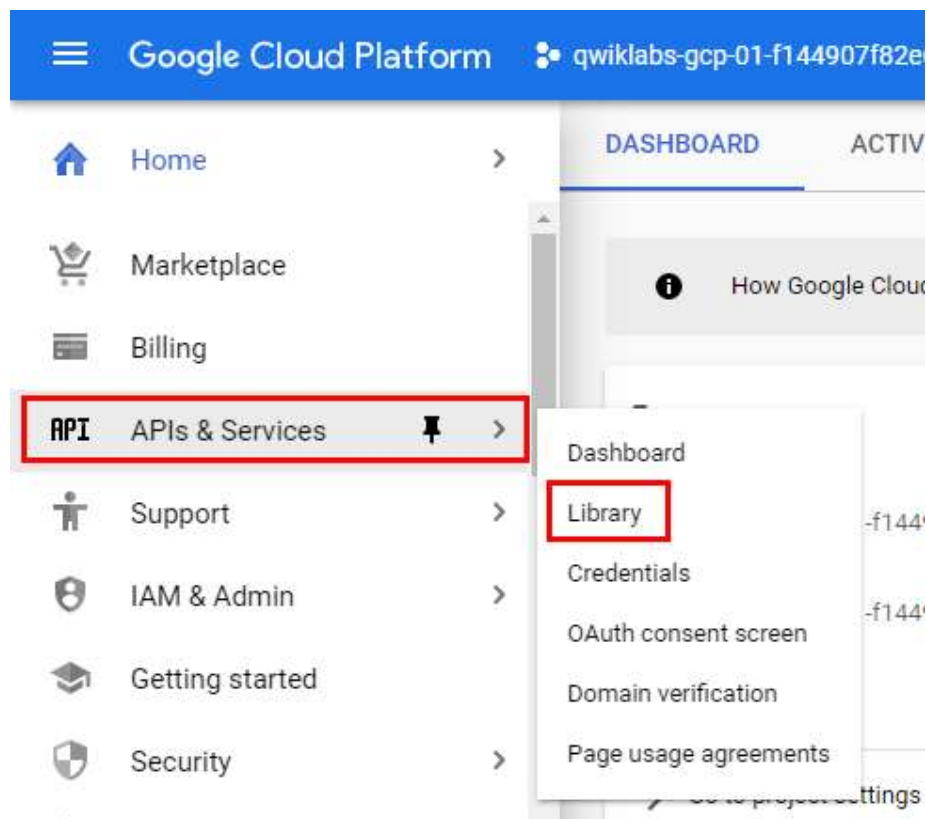 Google Cloud Platform qwiklabs-gcp-01-f144907f82e
Home
DASHBOARD
Marketplace
How Google Cloud
Billing
API APIs & Services
Dashboard
Support
Library
-f144
Credentials
IAM & Admin
-f144
OAuth consent screen
Getting started
Domain verification
Security
Page usage agreements